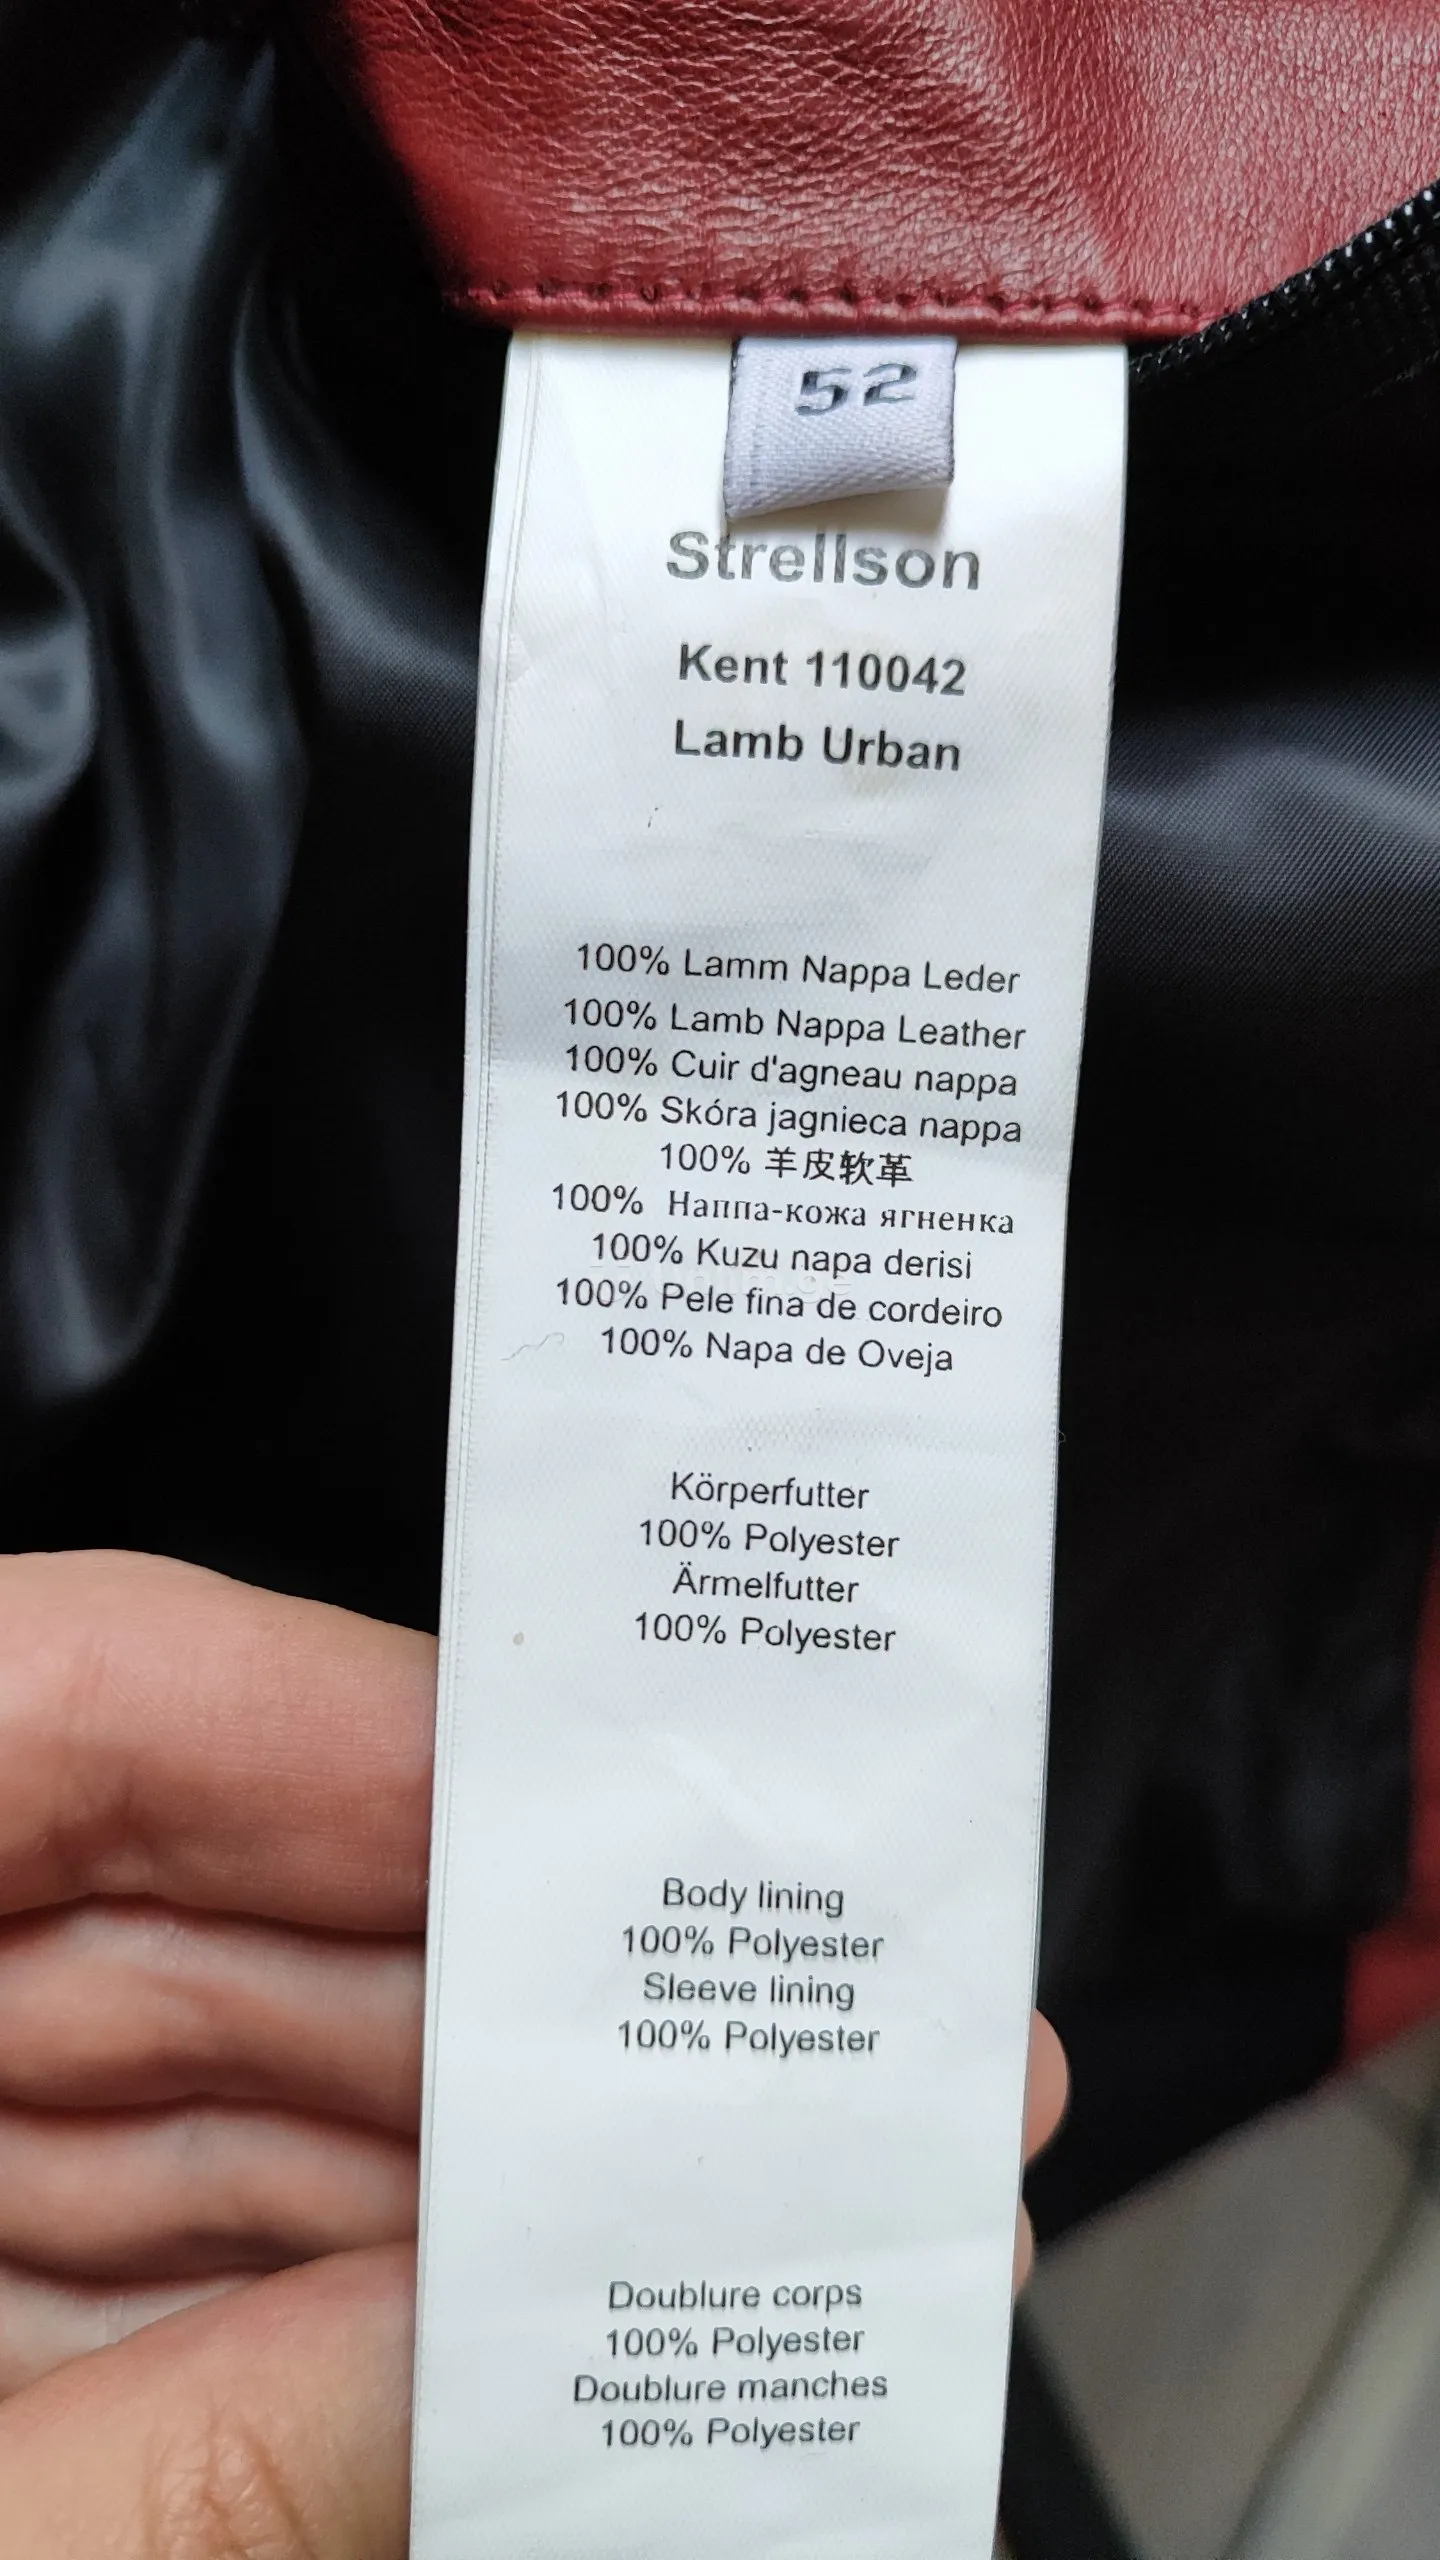 52
Strellson
Kent 110042
Lamb Urban
100% Lamm Nappa Leder
100% Lamb Nappa Leather
100% Cuir d'agneau nappa
100% Skóra jagnieca nappa
100% 羊皮软革
100% Наппа-кожа ягненка
100% Kuzu napa derisi
100% Pele fina de cordeiro
100% Napa de Oveja
Körperfutter
100% Polyester
Ärmelfutter
100% Polyester
Body lining
100% Polyester
Sleeve lining
100% Polyester
Doublure corps
100% Polyester
Doublure manches
100% Polyester